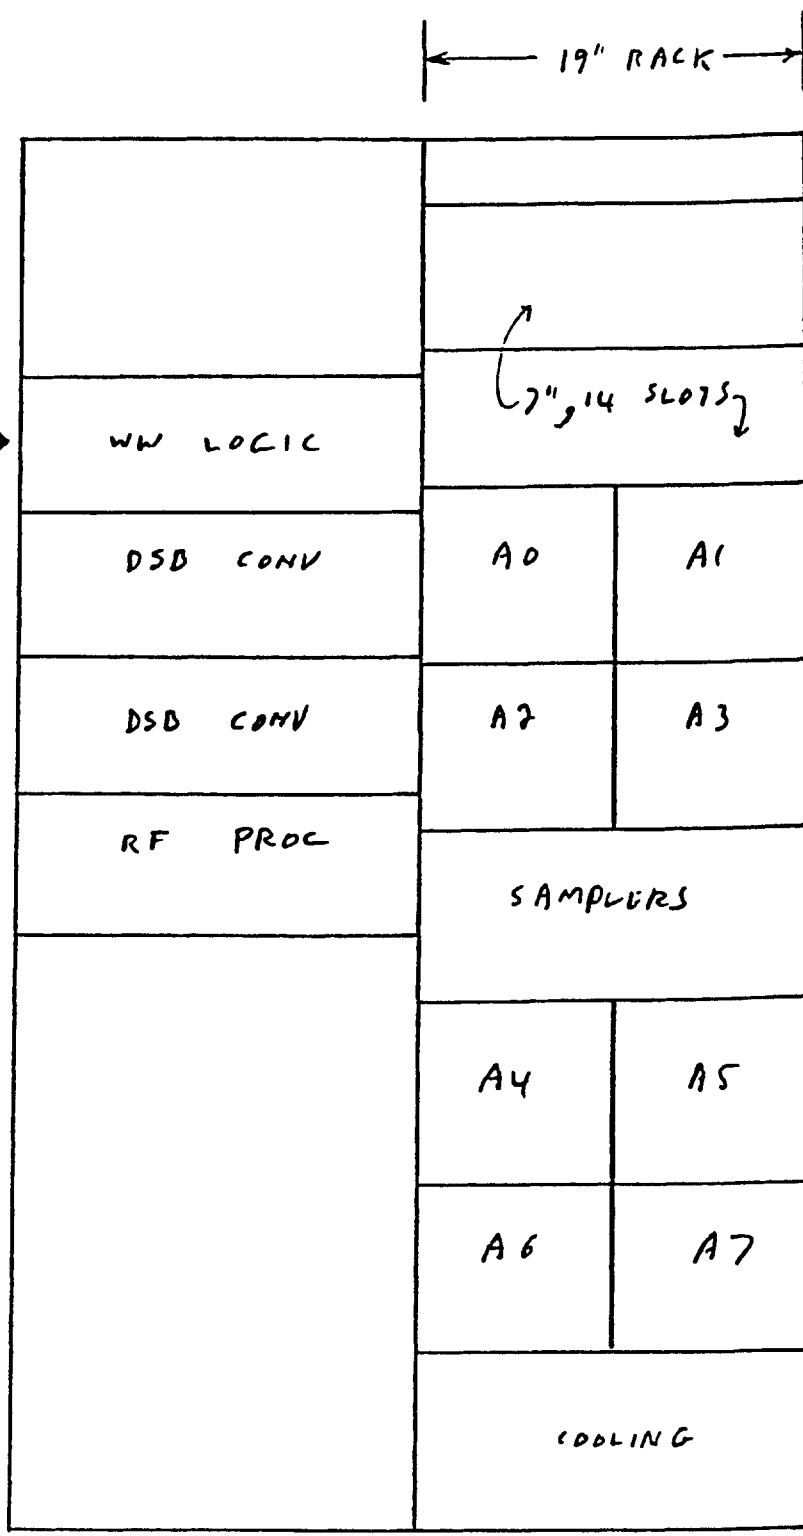 19" RACK
7", 14 SLOTS
WW LOGIC
DSB CONV
A0 A1
DSB CONV
A2 A3
RF PROC
SAMPLERS
A4 A5
A6 A7
COOLING